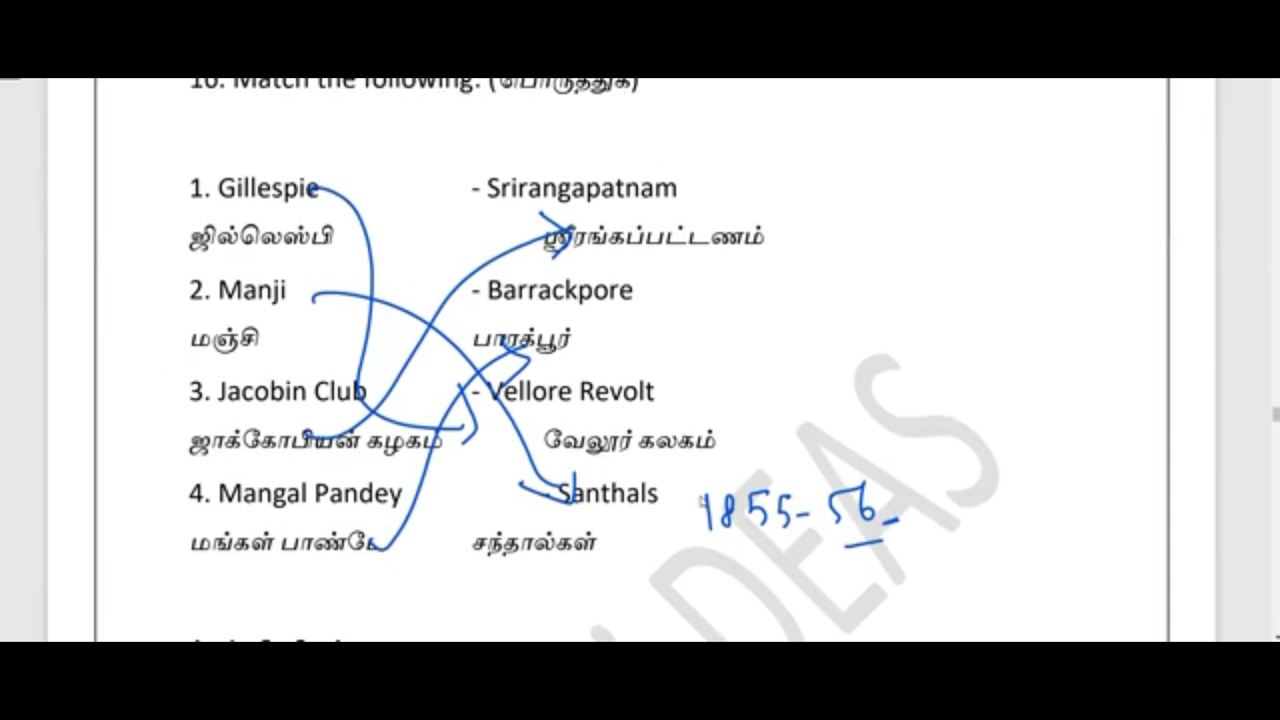 10. Match the following. (பொருத்துக)
1. Gillespie - Srirangapatnam
ஜில்லெஸ்பி ஸ்ரீரங்கப்பட்டணம்
2. Manji - Barrackpore
மஞ்சி பாரக்பூர்
3. Jacobin Club - Vellore Revolt
ஜாக்கோபியன் கழகம் வேலூர் கலகம்
4. Mangal Pandey - Santhals 1855-56-
மங்கள் பாண்டே சந்தால்கள்